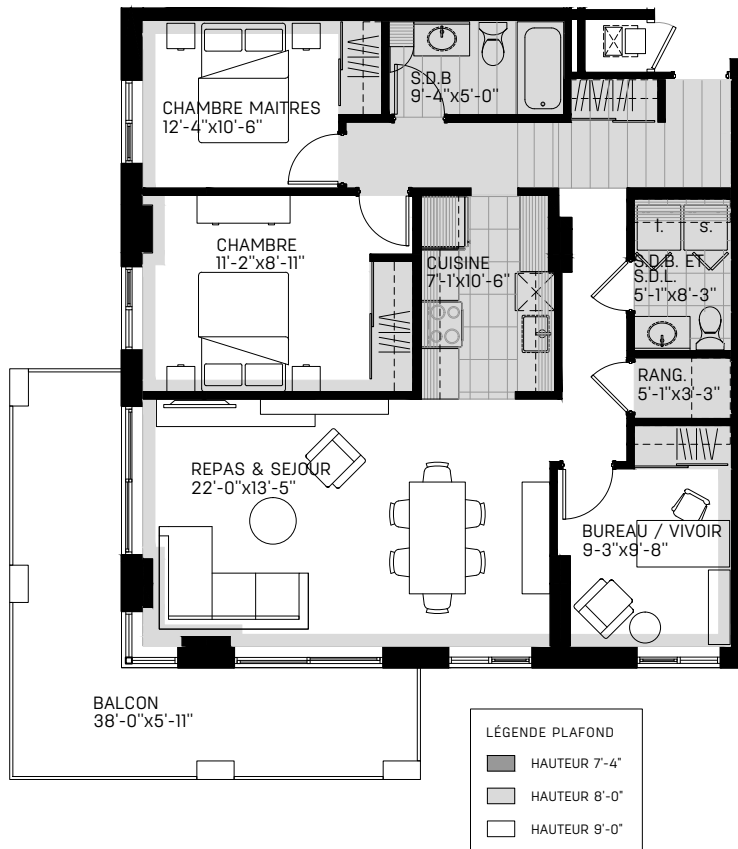 S.D.B
9'-4"x5'-0"
CHAMBRE MAITRES
12'-4"x10'-6"
l.
s.
CHAMBRE
11'-2"x8'-11"
CUISINE
7'-1"x10'-6"
S.D.B. ET
S.D.L.
5'-1"x8'-3"
RANG.
5'-1"x3'-3"
REPAS & SEJOUR
22'-0"x13'-5"
BUREAU / VIVOIR
9-3"x9'-8"
BALCON
38'-0"x5'-11"
LÉGENDE PLAFOND
HAUTEUR 7'-4"
HAUTEUR 8'-0"
HAUTEUR 9'-0"